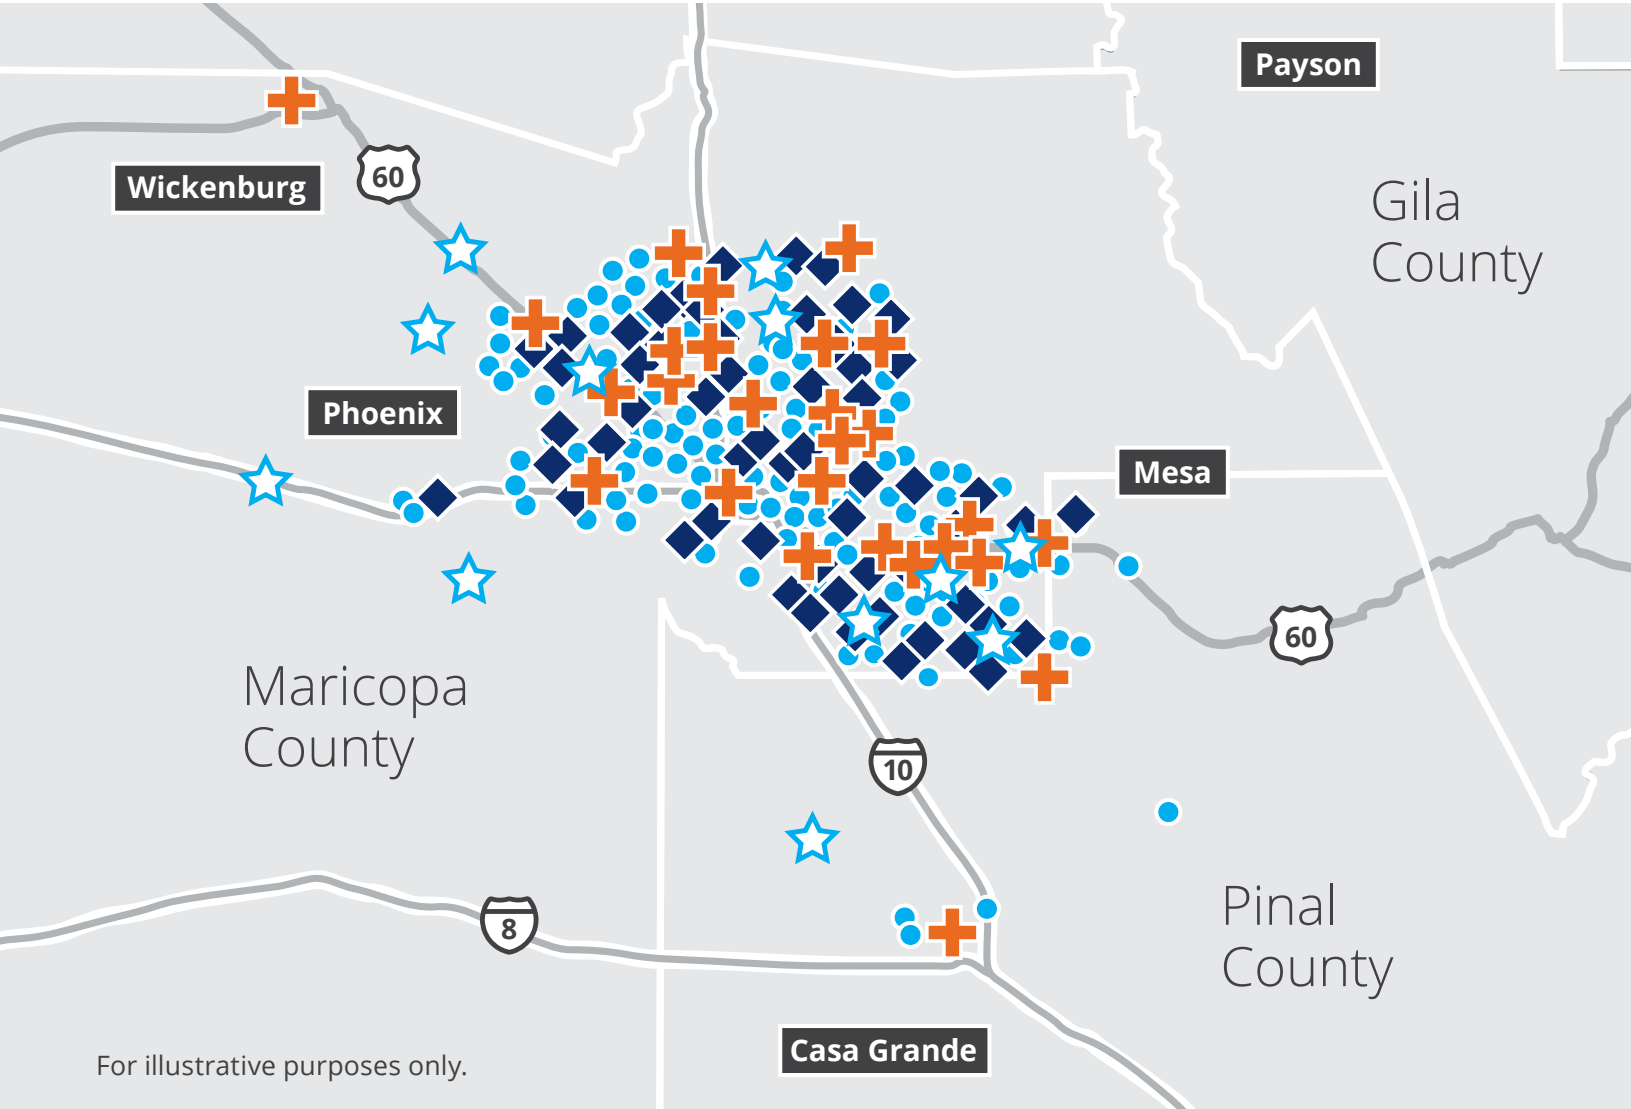 Payson
Wickenburg
60
Gila
County
Phoenix
Mesa
60
Maricopa
County
10
Pinal
County
8
Casa Grande
For illustrative purposes only.